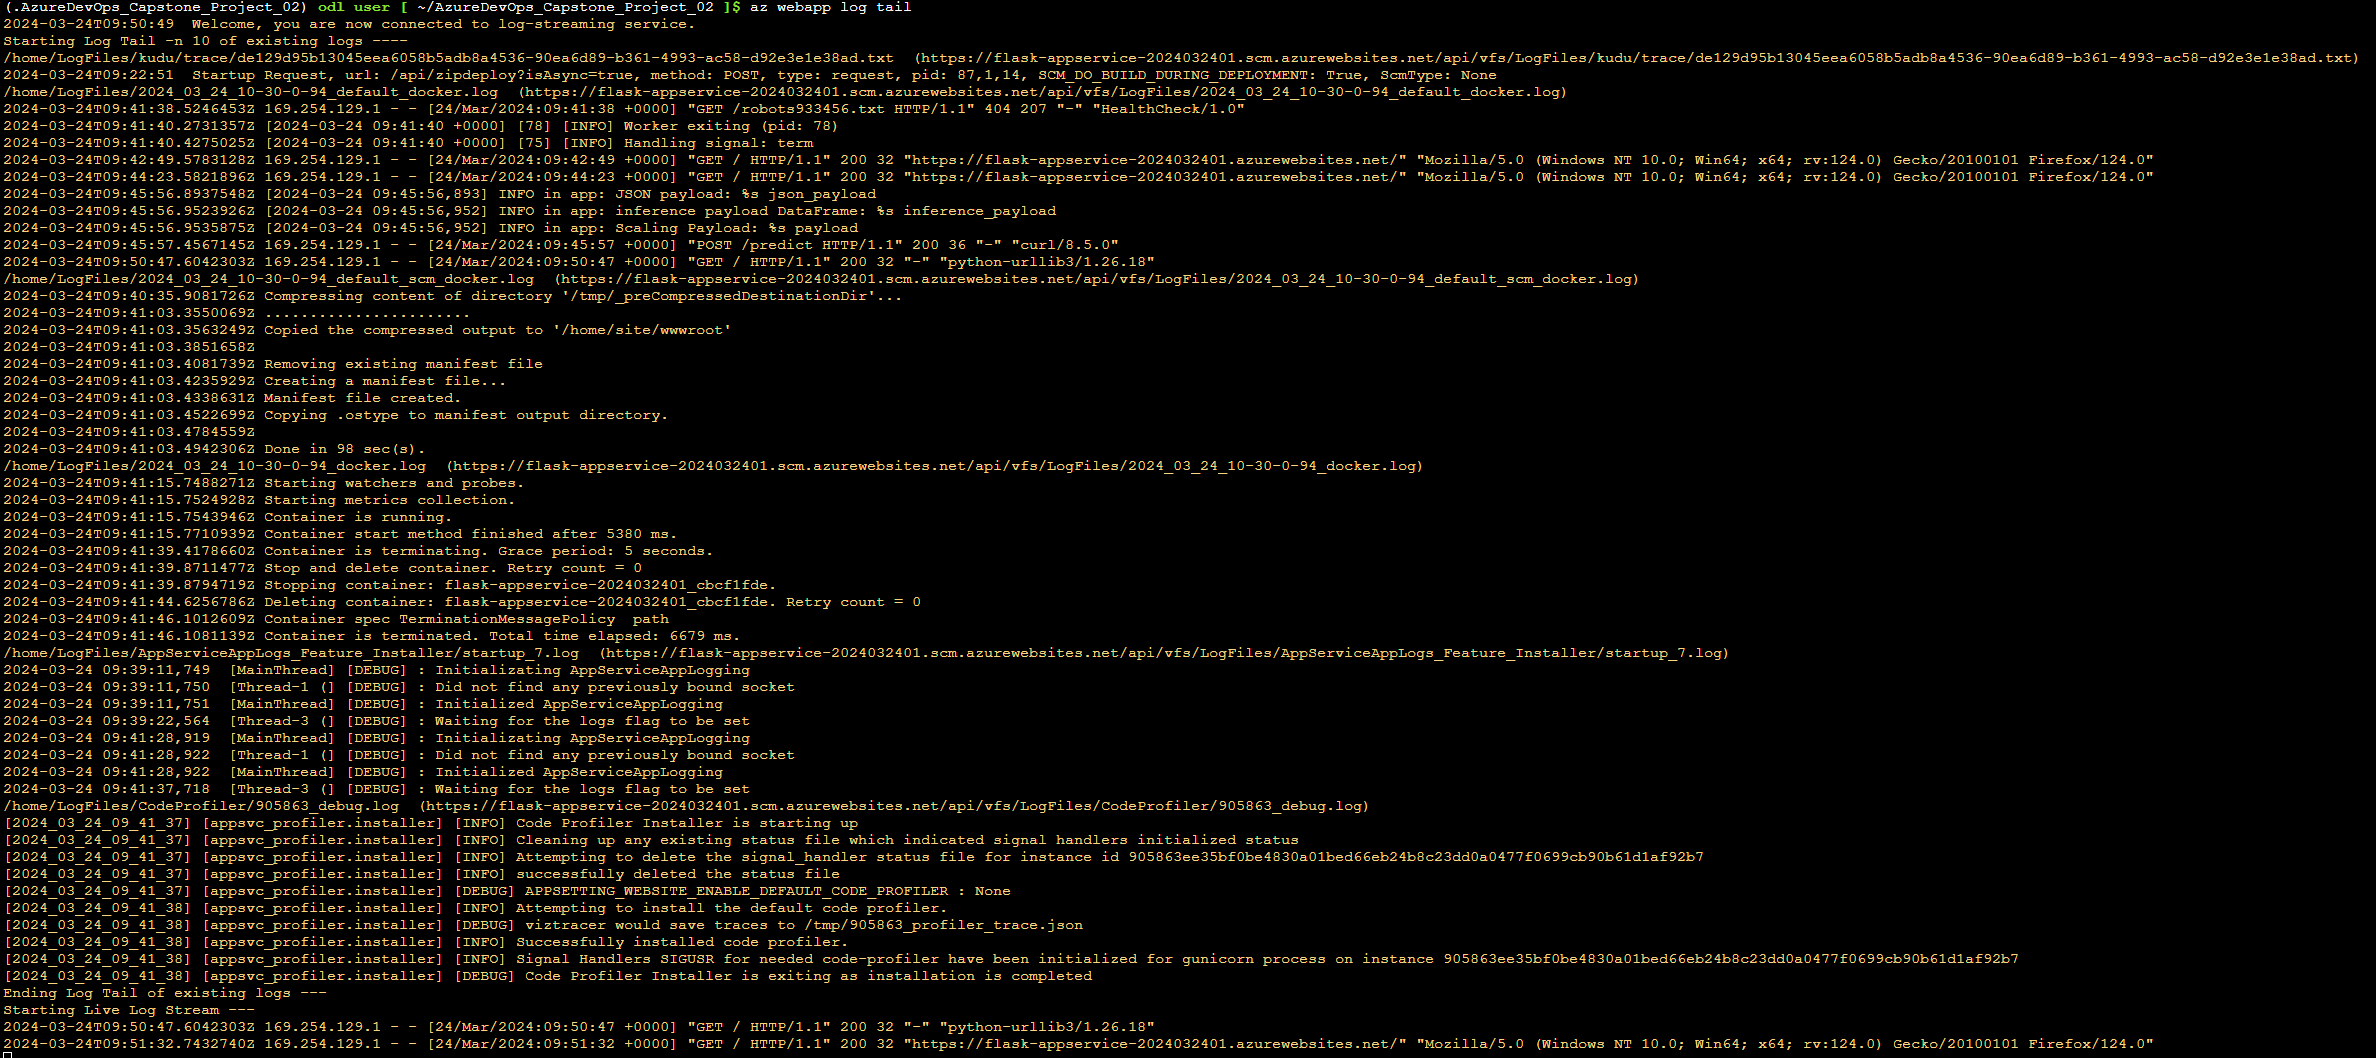 (.AzureDevOps_Capstone_Project_02) odl user [ ~/AzureDevOps_Capstone_Project_02 ]$ az webapp log tail
2024-03-24T09:50:49  Welcome, you are now connected to log-streaming service.
Starting Log Tail -n 10 of existing logs ----
/home/LogFiles/kudu/trace/de129d95b13045eea6058b5adb8a4536-90ea6d89-b361-4993-ac58-d92e3e1e38ad.txt  (https://flask-appservice-2024032401.scm.azurewebsites.net/api/vfs/LogFiles/kudu/trace/de129d95b13045eea6058b5adb8a4536-90ea6d89-b361-4993-ac58-d92e3e1e38ad.txt)
2024-03-24T09:22:51  Startup Request, url: /api/zipdeploy?isAsync=true, method: POST, type: request, pid: 87,1,14, SCM_DO_BUILD_DURING_DEPLOYMENT: True, ScmType: None
/home/LogFiles/2024_03_24_10-30-0-94_default_docker.log  (https://flask-appservice-2024032401.scm.azurewebsites.net/api/vfs/LogFiles/2024_03_24_10-30-0-94_default_docker.log)
2024-03-24T09:41:38.5246453Z 169.254.129.1 - - [24/Mar/2024:09:41:38 +0000] "GET /robots933456.txt HTTP/1.1" 404 207 "-" "HealthCheck/1.0"
2024-03-24T09:41:40.2731357Z [2024-03-24 09:41:40 +0000] [78] [INFO] Worker exiting (pid: 78)
2024-03-24T09:41:40.4275025Z [2024-03-24 09:41:40 +0000] [75] [INFO] Handling signal: term
2024-03-24T09:42:49.5783128Z 169.254.129.1 - - [24/Mar/2024:09:42:49 +0000] "GET / HTTP/1.1" 200 32 "https://flask-appservice-2024032401.azurewebsites.net/" "Mozilla/5.0 (Windows NT 10.0; Win64; x64; rv:124.0) Gecko/20100101 Firefox/124.0"
2024-03-24T09:44:23.5821896Z 169.254.129.1 - - [24/Mar/2024:09:44:23 +0000] "GET / HTTP/1.1" 200 32 "https://flask-appservice-2024032401.azurewebsites.net/" "Mozilla/5.0 (Windows NT 10.0; Win64; x64; rv:124.0) Gecko/20100101 Firefox/124.0"
2024-03-24T09:45:56.8937548Z [2024-03-24 09:45:56,893] INFO in app: JSON payload: %s json_payload
2024-03-24T09:45:56.9523926Z [2024-03-24 09:45:56,952] INFO in app: inference payload DataFrame: %s inference_payload
2024-03-24T09:45:56.9535875Z [2024-03-24 09:45:56,952] INFO in app: Scaling Payload: %s payload
2024-03-24T09:45:57.4567145Z 169.254.129.1 - - [24/Mar/2024:09:45:57 +0000] "POST /predict HTTP/1.1" 200 36 "-" "curl/8.5.0"
2024-03-24T09:50:47.6042303Z 169.254.129.1 - - [24/Mar/2024:09:50:47 +0000] "GET / HTTP/1.1" 200 32 "-" "python-urllib3/1.26.18"
/home/LogFiles/2024_03_24_10-30-0-94_default_scm_docker.log  (https://flask-appservice-2024032401.scm.azurewebsites.net/api/vfs/LogFiles/2024_03_24_10-30-0-94_default_scm_docker.log)
2024-03-24T09:40:35.9081726Z Compressing content of directory '/tmp/_preCompressedDestinationDir'...
2024-03-24T09:41:03.3550069Z .......................
2024-03-24T09:41:03.3563249Z Copied the compressed output to '/home/site/wwwroot'
2024-03-24T09:41:03.3851658Z
2024-03-24T09:41:03.4081739Z Removing existing manifest file
2024-03-24T09:41:03.4235929Z Creating a manifest file...
2024-03-24T09:41:03.4338631Z Manifest file created.
2024-03-24T09:41:03.4522699Z Copying .ostype to manifest output directory.
2024-03-24T09:41:03.4784559Z
2024-03-24T09:41:03.4942306Z Done in 98 sec(s).
/home/LogFiles/2024_03_24_10-30-0-94_docker.log  (https://flask-appservice-2024032401.scm.azurewebsites.net/api/vfs/LogFiles/2024_03_24_10-30-0-94_docker.log)
2024-03-24T09:41:15.7488271Z Starting watchers and probes.
2024-03-24T09:41:15.7524928Z Starting metrics collection.
2024-03-24T09:41:15.7543946Z Container is running.
2024-03-24T09:41:15.7710939Z Container start method finished after 5380 ms.
2024-03-24T09:41:39.4178660Z Container is terminating. Grace period: 5 seconds.
2024-03-24T09:41:39.8711477Z Stop and delete container. Retry count = 0
2024-03-24T09:41:39.8794719Z Stopping container: flask-appservice-2024032401_cbcf1fde.
2024-03-24T09:41:44.6256786Z Deleting container: flask-appservice-2024032401_cbcf1fde. Retry count = 0
2024-03-24T09:41:46.1012609Z Container spec TerminationMessagePolicy  path
2024-03-24T09:41:46.1081139Z Container is terminated. Total time elapsed: 6679 ms.
/home/LogFiles/AppServiceAppLogs_Feature_Installer/startup_7.log  (https://flask-appservice-2024032401.scm.azurewebsites.net/api/vfs/LogFiles/AppServiceAppLogs_Feature_Installer/startup_7.log)
2024-03-24 09:39:11,749  [MainThread] [DEBUG] : Initializating AppServiceAppLogging
2024-03-24 09:39:11,750  [Thread-1 (] [DEBUG] : Did not find any previously bound socket
2024-03-24 09:39:11,751  [MainThread] [DEBUG] : Initialized AppServiceAppLogging
2024-03-24 09:39:22,564  [Thread-3 (] [DEBUG] : Waiting for the logs flag to be set
2024-03-24 09:41:28,919  [MainThread] [DEBUG] : Initializating AppServiceAppLogging
2024-03-24 09:41:28,922  [Thread-1 (] [DEBUG] : Did not find any previously bound socket
2024-03-24 09:41:28,922  [MainThread] [DEBUG] : Initialized AppServiceAppLogging
2024-03-24 09:41:37,718  [Thread-3 (] [DEBUG] : Waiting for the logs flag to be set
/home/LogFiles/CodeProfiler/905863_debug.log  (https://flask-appservice-2024032401.scm.azurewebsites.net/api/vfs/LogFiles/CodeProfiler/905863_debug.log)
[2024_03_24_09_41_37] [appsvc_profiler.installer] [INFO] Code Profiler Installer is starting up
[2024_03_24_09_41_37] [appsvc_profiler.installer] [INFO] Cleaning up any existing status file which indicated signal handlers initialized status
[2024_03_24_09_41_37] [appsvc_profiler.installer] [INFO] Attempting to delete the signal_handler status file for instance id 905863ee35bf0be4830a01bed66eb24b8c23dd0a0477f0699cb90b61d1af92b7
[2024_03_24_09_41_37] [appsvc_profiler.installer] [INFO] successfully deleted the status file
[2024_03_24_09_41_37] [appsvc_profiler.installer] [DEBUG] APPSETTING_WEBSITE_ENABLE_DEFAULT_CODE_PROFILER : None
[2024_03_24_09_41_38] [appsvc_profiler.installer] [INFO] Attempting to install the default code profiler.
[2024_03_24_09_41_38] [appsvc_profiler.installer] [DEBUG] viztracer would save traces to /tmp/905863_profiler_trace.json
[2024_03_24_09_41_38] [appsvc_profiler.installer] [INFO] Successfully installed code profiler.
[2024_03_24_09_41_38] [appsvc_profiler.installer] [INFO] Signal Handlers SIGUSR for needed code-profiler have been initialized for gunicorn process on instance 905863ee35bf0be4830a01bed66eb24b8c23dd0a0477f0699cb90b61d1af92b7
[2024_03_24_09_41_38] [appsvc_profiler.installer] [DEBUG] Code Profiler Installer is exiting as installation is completed
Ending Log Tail of existing logs ---
Starting Live Log Stream ---
2024-03-24T09:50:47.6042303Z 169.254.129.1 - - [24/Mar/2024:09:50:47 +0000] "GET / HTTP/1.1" 200 32 "-" "python-urllib3/1.26.18"
2024-03-24T09:51:32.7432740Z 169.254.129.1 - - [24/Mar/2024:09:51:32 +0000] "GET / HTTP/1.1" 200 32 "https://flask-appservice-2024032401.azurewebsites.net/" "Mozilla/5.0 (Windows NT 10.0; Win64; x64; rv:124.0) Gecko/20100101 Firefox/124.0"